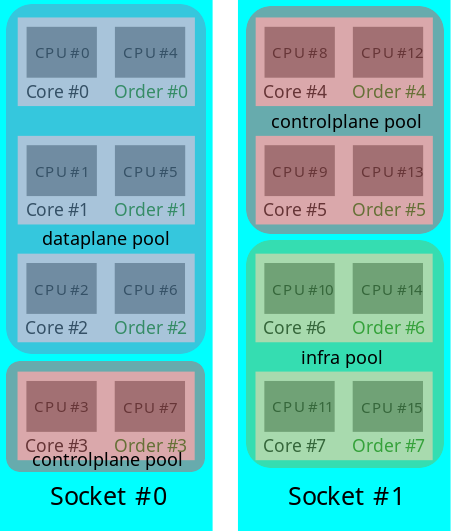 CPU #0 CPU #4
Core #0 Order #0
CPU #1 CPU #5
Core #1 Order #1
dataplane pool
CPU #2 CPU #6
Core #2 Order #2
CPU #3 CPU #7
Core #3 Order #3
controlplane pool
Socket #0
CPU #8 CPU #12
Core #4 Order #4
controlplane pool
CPU #9 CPU #13
Core #5 Order #5
CPU #10 CPU #14
Core #6 Order #6
infra pool
CPU #11 CPU #15
Core #7 Order #7
Socket #1